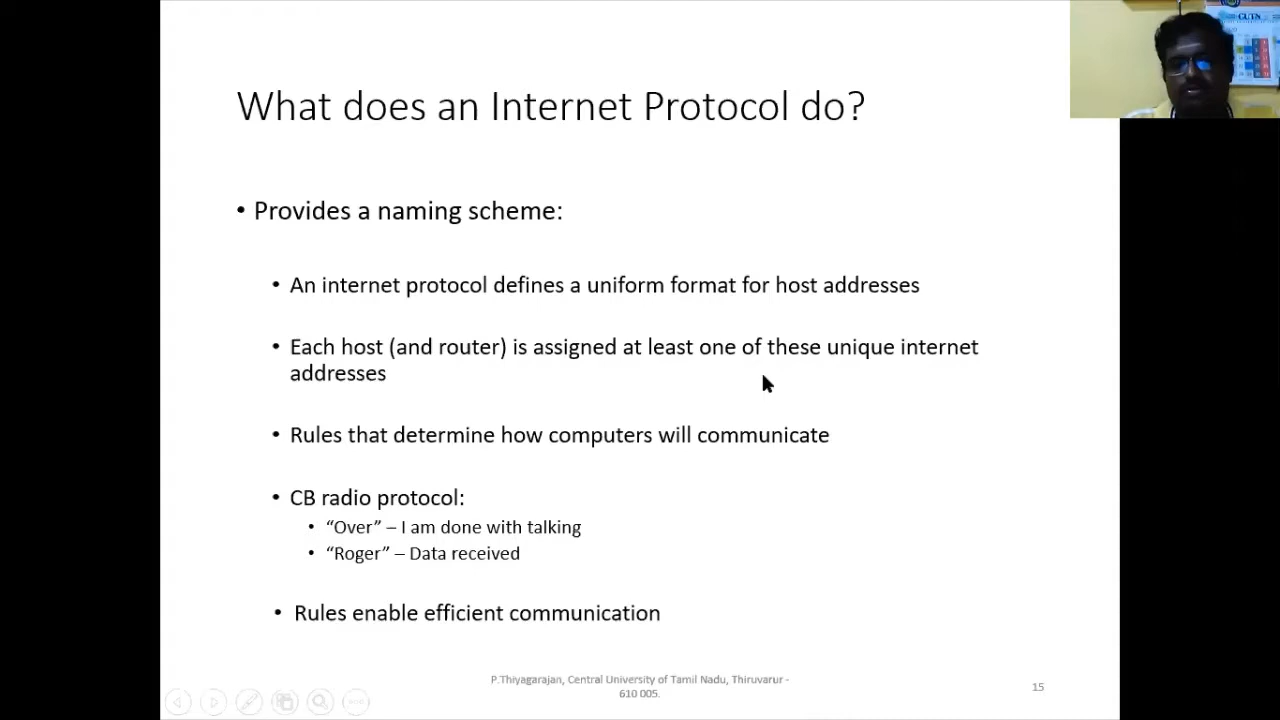 CUTN
What does an Internet Protocol do?
• Provides a naming scheme:
• An internet protocol defines a uniform format for host addresses
• Each host (and router) is assigned at least one of these unique internet
addresses
• Rules that determine how computers will communicate
• CB radio protocol:
• “Over” – I am done with talking
• “Roger” – Data received
• Rules enable efficient communication
P.Thiyagarajan, Central University of Tamil Nadu, Thiruvarur -
610 005.
15